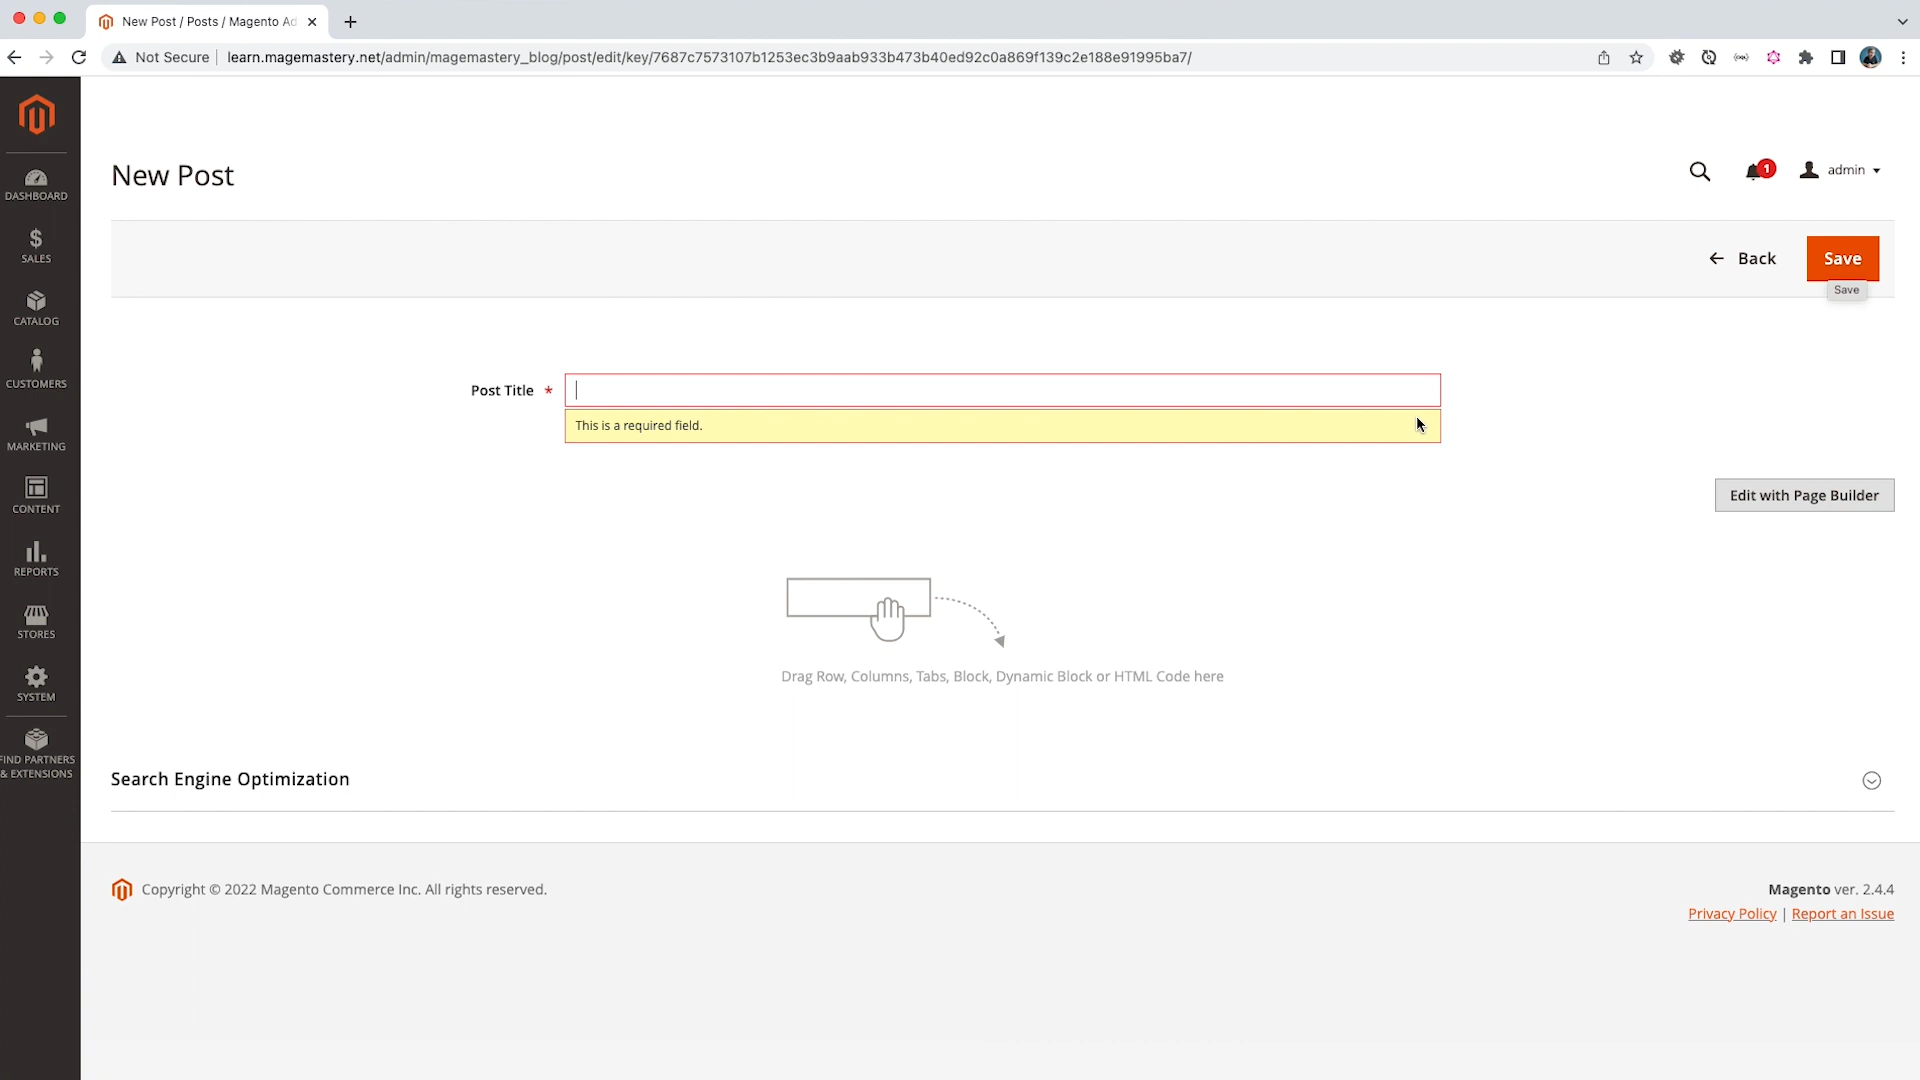 New Post / Posts / Magento Ad
Not Secure
learn.magemastery.net/admin/magemastery_blog/post/edit/key/7687c7573107b1253ec3b9aab933b473b40ed92c0a869f139c2e188e91995ba7/
New Post
1
admin
Back
Save
Save
DASHBOARD
SALES
CATALOG
CUSTOMERS
MARKETING
CONTENT
REPORTS
STORES
SYSTEM
FIND PARTNERS
& EXTENSIONS
Post Title *
This is a required field.
Edit with Page Builder
Drag Row, Columns, Tabs, Block, Dynamic Block or HTML Code here
Search Engine Optimization
Copyright © 2022 Magento Commerce Inc. All rights reserved.
Magento ver. 2.4.4
Privacy Policy | Report an Issue